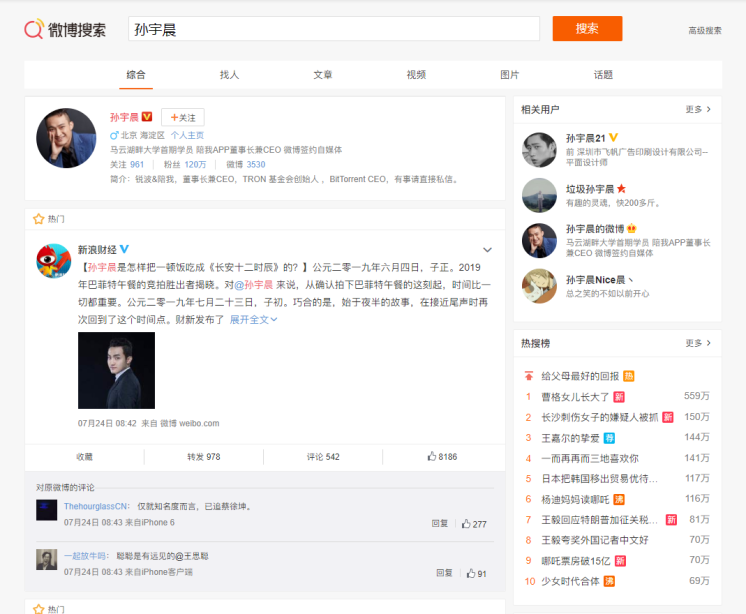 微博搜索
孙宇晨
搜索
高级搜索
综合
找人
文章
视频
图片
话题
孙宇晨
+关注
北京 海淀区 个人主页
马云湖畔大学首期学员 陪我APP董事长兼CEO 微博签约自媒体
关注 961 粉丝 120万 微博 3530
简介：锐波&陪我，董事长兼CEO，TRON 基金会创始人 ，BitTorrent CEO，有事请直接私信。
热门
新浪财经
【孙宇晨是怎样把一顿饭吃成《长安十二时辰》的？】公元二零一九年六月四日，子正。2019
年巴菲特午餐的竞拍胜出者揭晓。对@孙宇晨 来说，从确认拍下巴菲特午餐的这刻起，时间比一
切都重要。公元二零一九年七月二十三日，子初。巧合的是，始于夜半的故事，在接近尾声时再
次回到了这个时间点。财新发布了 展开全文
07月24日 08:42 来自 微博 weibo.com
收藏
转发 978
评论 542
8186
对原微博的评论
ThehourglassCN： 仅就知名度而言，已追蔡徐坤。
07月24日 08:43 来自iPhone 6
回复 277
一起放牛吗： 聪聪是有远见的@王思聪
07月24日 08:43 来自iPhone客户端
回复 91
热门
相关用户
更多
孙宇晨21
前 深圳市飞帆广告印刷设计有限公司--
平面设计师
垃圾孙宇晨
有趣的灵魂，快200多斤。
孙宇晨的微博
马云湖畔大学首期学员 陪我APP董事长
兼CEO 微博签约自媒体
孙宇晨Nice晨丶
总之笑的不如以前开心
热搜榜
更多
给父母最好的回报 热
1 曹格女儿长大了 新 559万
2 长沙刺伤女子的嫌疑人被抓 新 150万
3 王嘉尔的挚爱 荐 144万
4 一而再再而三地喜欢你 141万
5 日本把韩国移出贸易优待… 117万
6 杨迪妈妈读哪吒 沸 116万
7 王毅回应特朗普加征关税… 新 81万
8 王毅夸奖外国记者中文好 70万
9 哪吒票房破15亿 新 70万
10 少女时代合体 沸 69万